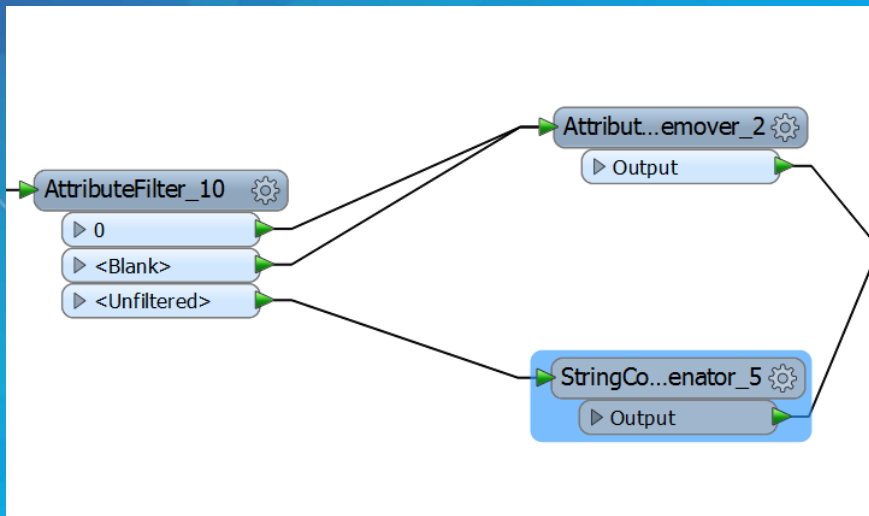 AttributeFilter_10
0
<Blank>
<Unfiltered>
Attribut...emover_2
Output
StringCo...enator_5
Output